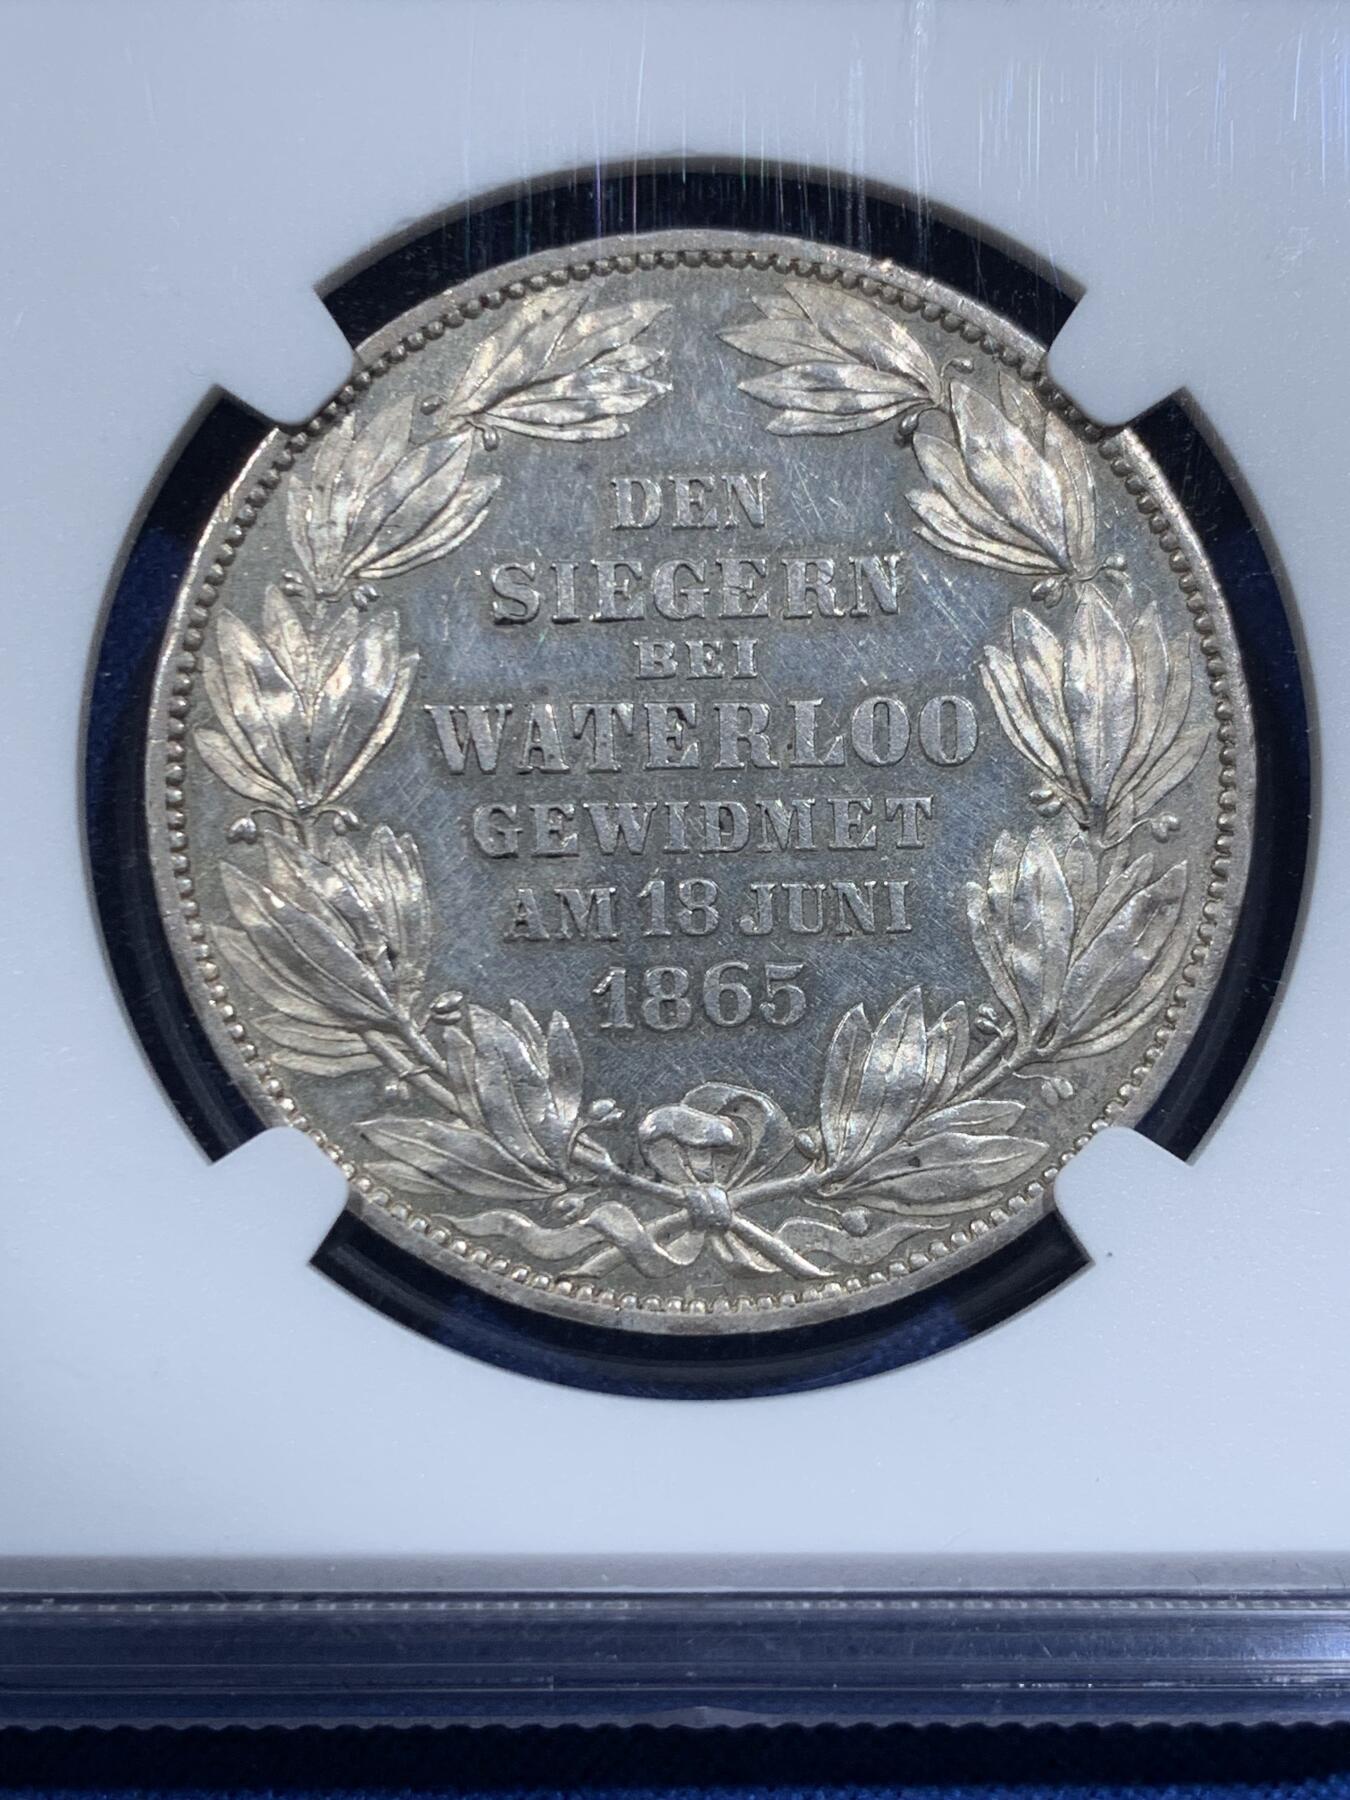 DEN
SIEGERN
BEI
WATERLOO
GEWIDMET
AM 18 JUNI
1865